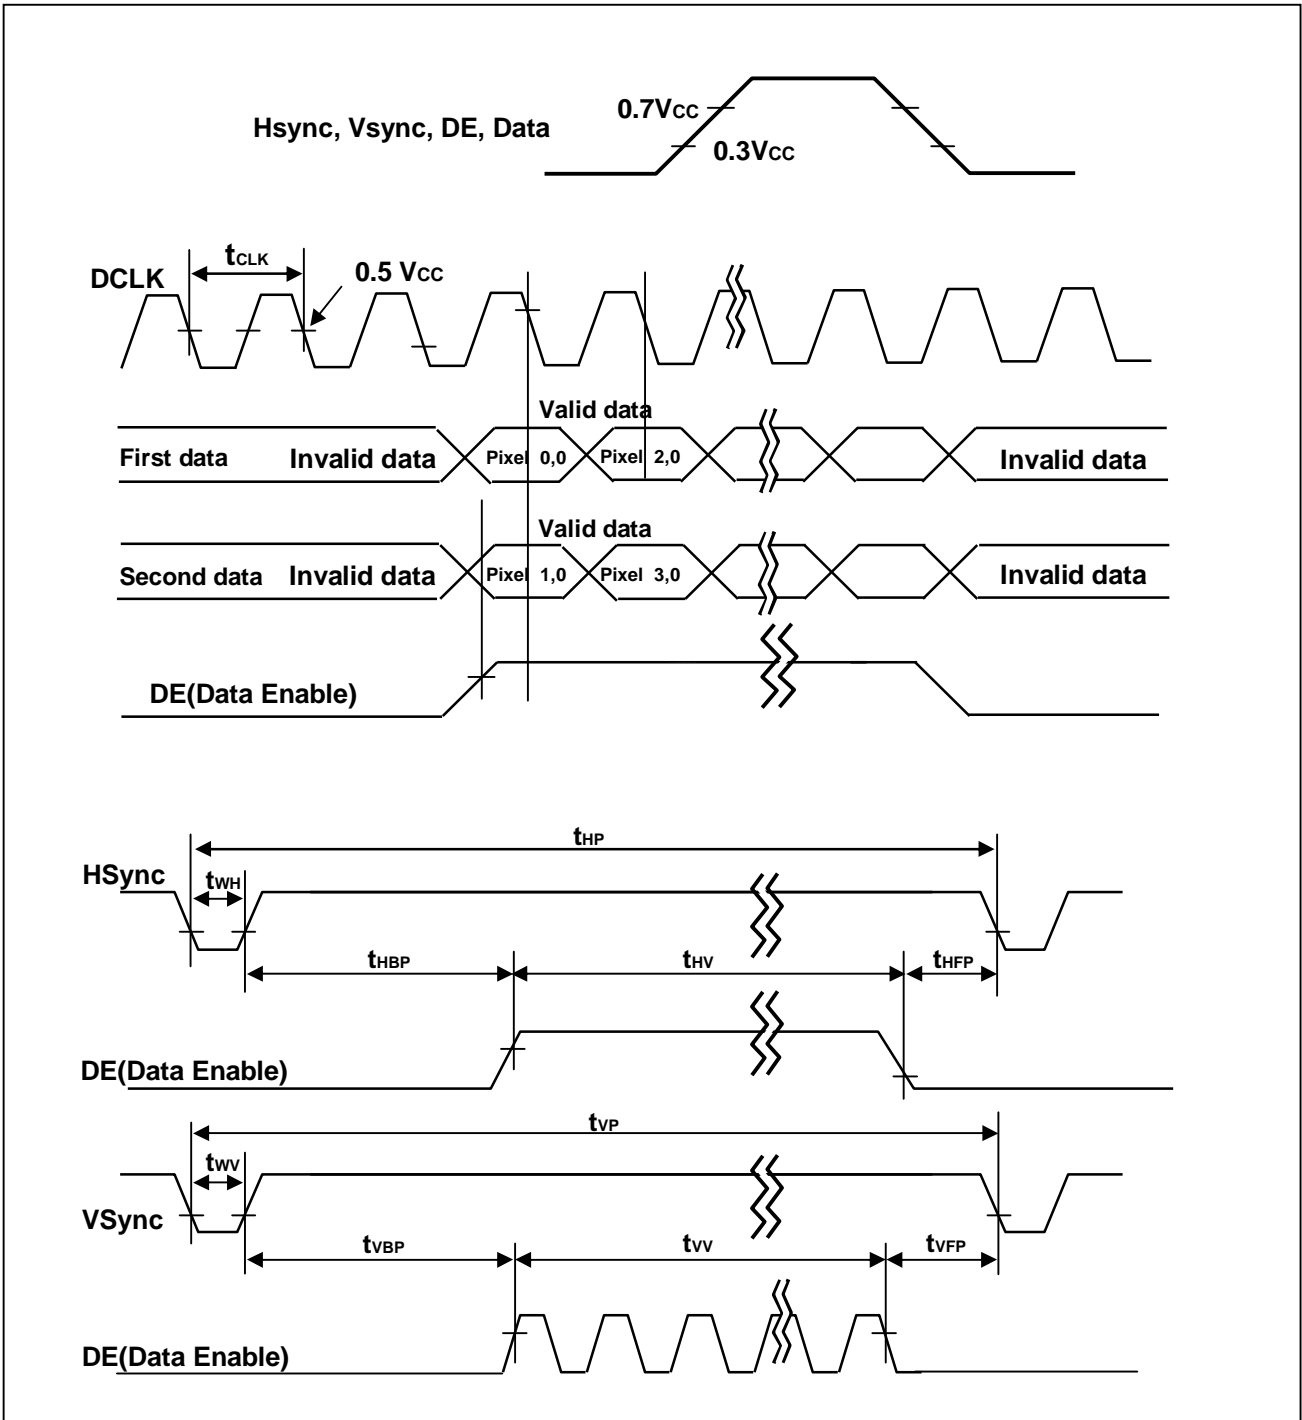 0.7Vcc
Hsync, Vsync, DE, Data
0.3Vcc
tCLK
DCLK
0.5 Vcc
Valid data
First data Invalid data Pixel 0,0 Pixel 2,0 Invalid data
Valid data
Second data Invalid data Pixel 1,0 Pixel 3,0 Invalid data
DE(Data Enable)
tHP
HSync
tWH
tHBP tHV tHFP
DE(Data Enable)
tVP
tWV
VSync
tVBP tVV tVFP
DE(Data Enable)